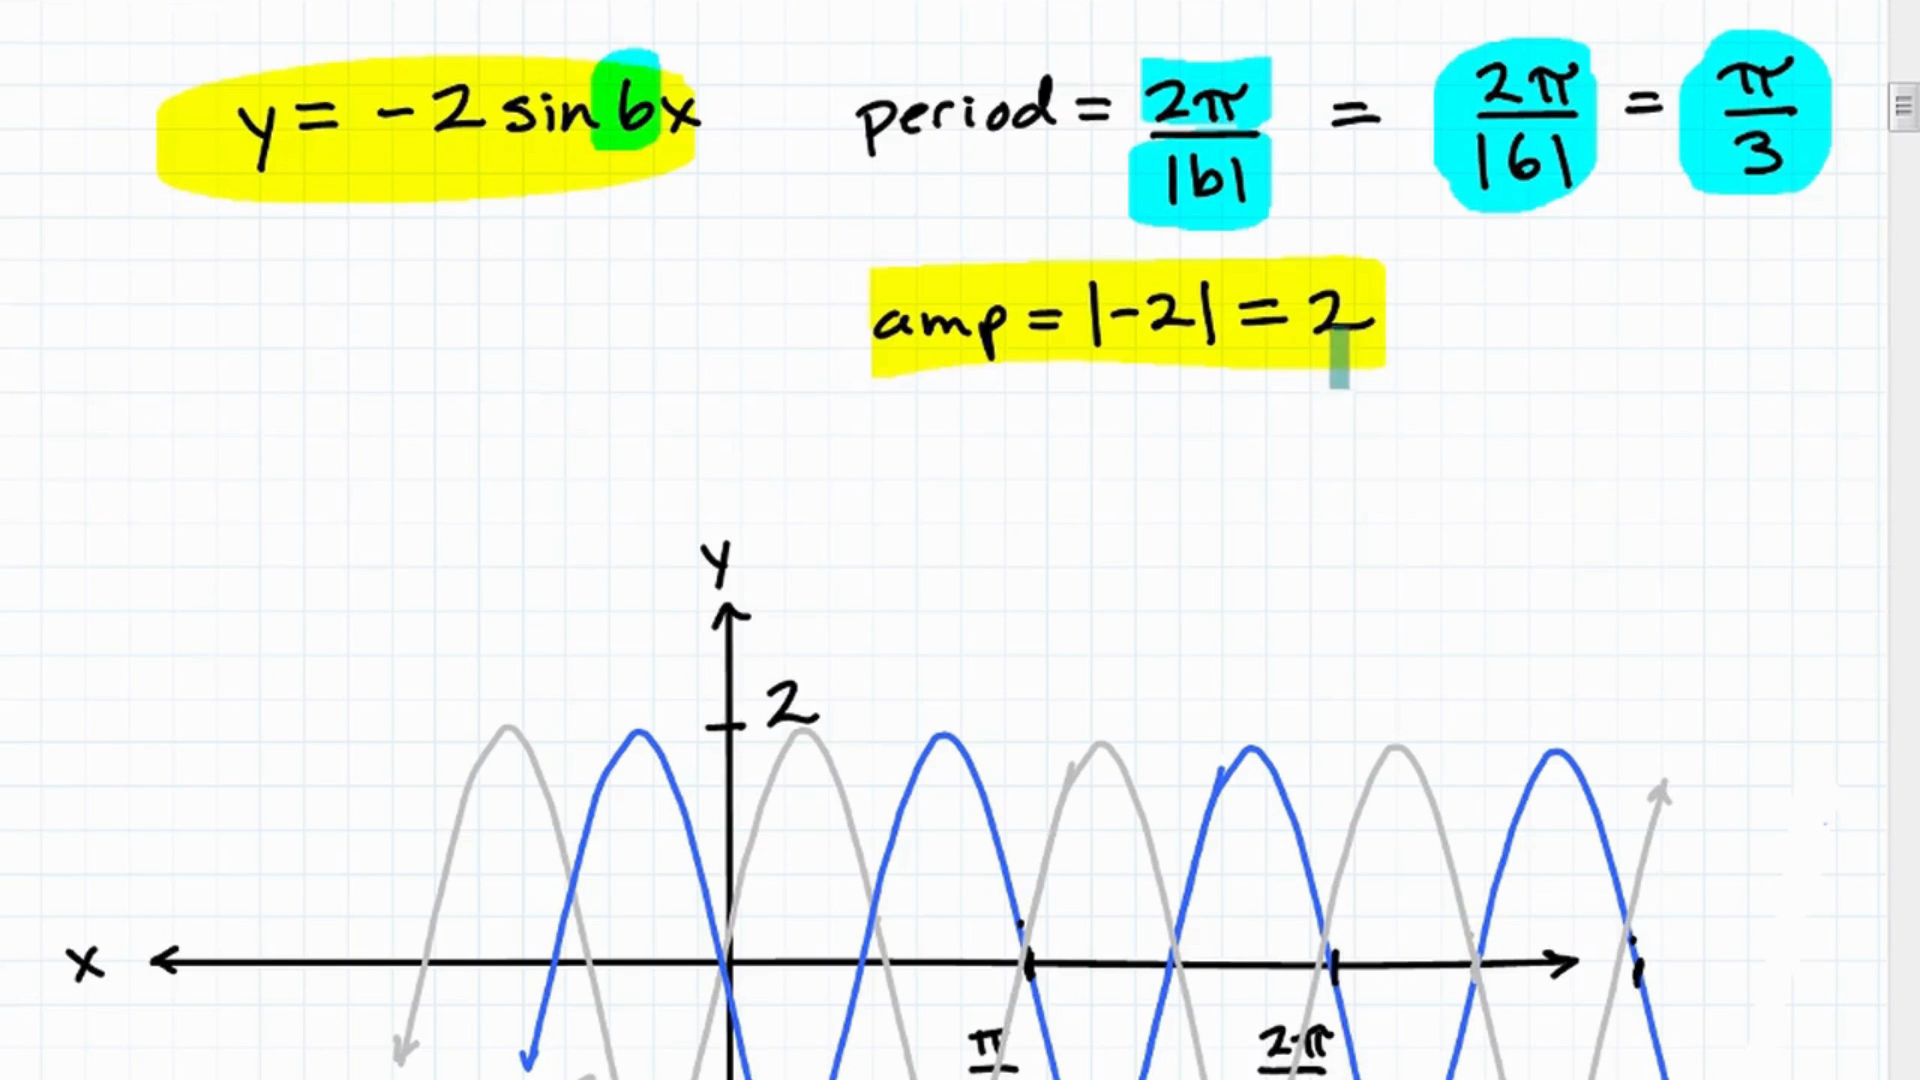 y = -2 sin 6x
period = 2π/|b| = 2π/|6| = π/3
amp = |-2| = 2
y
2
x
π
2π